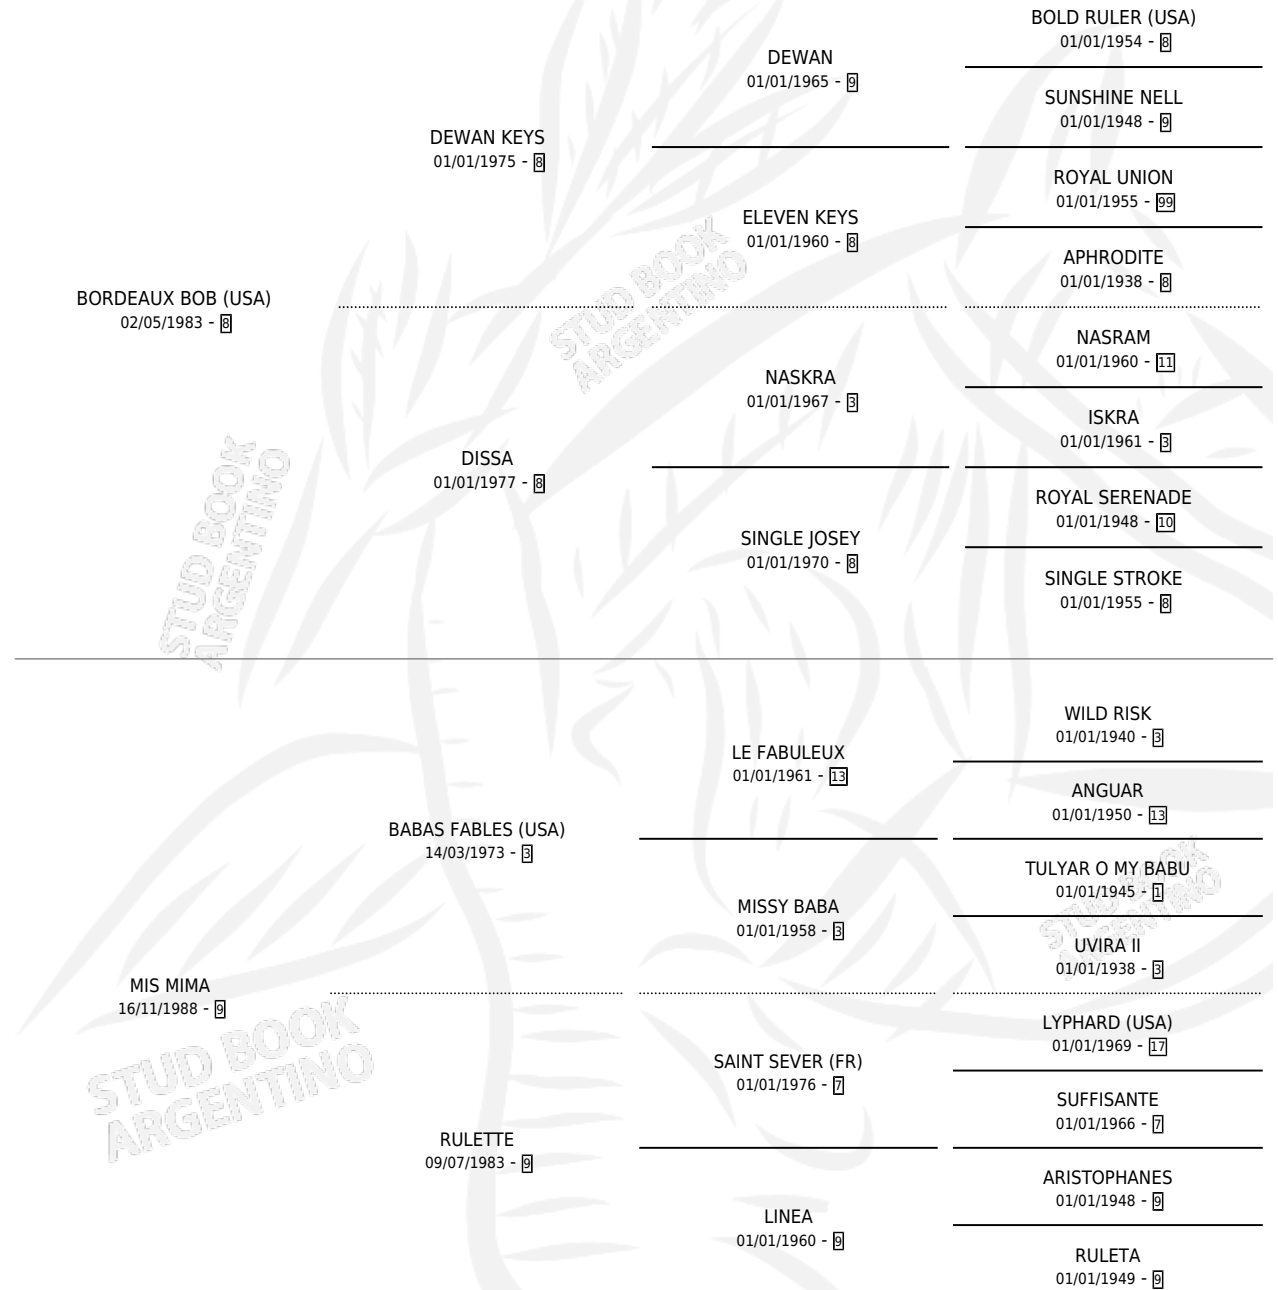 BOLD RULER (USA)
01/01/1954 - 8
DEWAN
01/01/1965 - 9
SUNSHINE NELL
01/01/1948 - 9
DEWAN KEYS
01/01/1975 - 8
ROYAL UNION
01/01/1955 - 99
ELEVEN KEYS
01/01/1960 - 8
APHRODITE
01/01/1938 - 8
BORDEAUX BOB (USA)
02/05/1983 - 8
STUD BOOK
ARGENTINO
NASRAM
01/01/1960 - 11
NASKRA
01/01/1967 - 3
ISKRA
01/01/1961 - 3
DISSA
01/01/1977 - 8
STUD BOOK
ARGENTINO
ROYAL SERENADE
01/01/1948 - 10
SINGLE JOSEY
01/01/1970 - 8
SINGLE STROKE
01/01/1955 - 8
WILD RISK
01/01/1940 - 3
LE FABULEUX
01/01/1961 - 13
ANGUAR
01/01/1950 - 13
BABAS FABLES (USA)
14/03/1973 - 3
TULYAR O MY BABU
01/01/1945 - 1
STUD BOOK
ARGENTINO
MISSY BABA
01/01/1958 - 3
UVIRA II
01/01/1938 - 3
MIS MIMA
16/11/1988 - 9
STUD BOOK
ARGENTINO
LYPHARD (USA)
01/01/1969 - 17
SAINT SEVER (FR)
01/01/1976 - 7
SUFFISANTE
01/01/1966 - 7
RULETTE
09/07/1983 - 9
ARISTOPHANES
01/01/1948 - 9
LINEA
01/01/1960 - 9
RULETA
01/01/1949 - 9